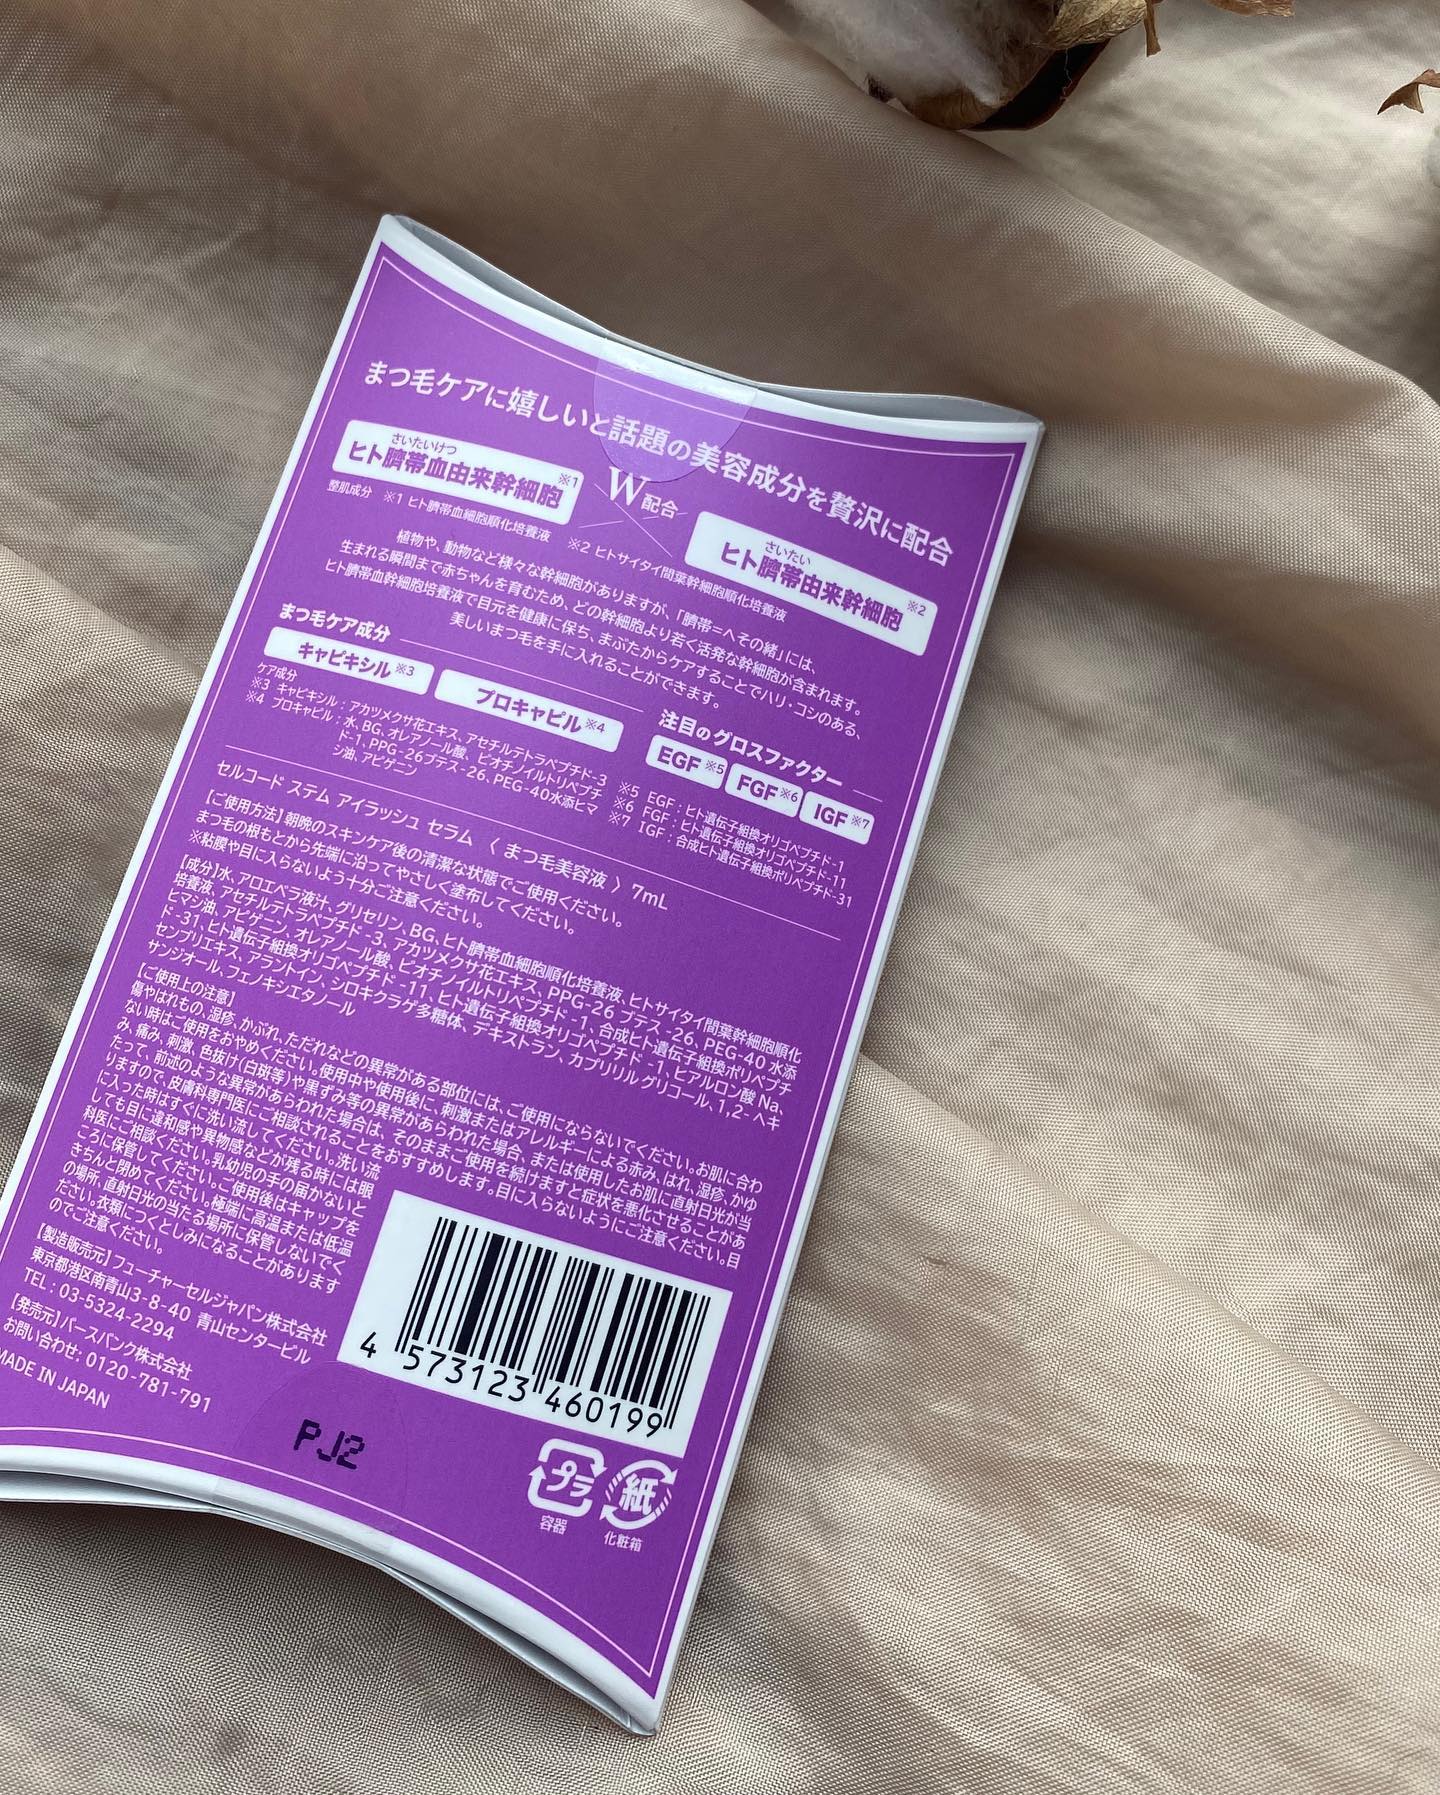 まつ毛ケアに嬉しいと話題の美容成分を贅沢に配合
さいたいけつ
ヒト臍帯血由来幹細胞※1
W配合
さいたい
ヒト臍帯由来幹細胞※2
整肌成分 ※1 ヒト臍帯血細胞順化培養液 ※2 ヒトサイタイ間葉幹細胞順化培養液
植物や、動物など様々な幹細胞がありますが、「臍帯=へその緒」には、
生まれる瞬間まで赤ちゃんを育むため、どの幹細胞より若く活発な幹細胞が含まれます。
ヒト臍帯血幹細胞培養液で目元を健康に保ち、まぶたからケアすることでハリ・コシのある、
美しいまつ毛を手に入れることができます。
まつ毛ケア成分
キャピキシル※3
プロキャピル※4
ケア成分
※3 キャピキシル：アカツメクサ花エキス、アセチルテトラペプチド-3
※4 プロキャピル：水、BG、オレアノール酸、ビオチノイルトリペプチ
ド-1、PPG-26ブテス-26、PEG-40水添ヒマ
シ油、アピゲニン
注目のグロスファクター
EGF※5
FGF※6
IGF※7
※5 EGF：ヒト遺伝子組換オリゴペプチド-1
※6 FGF：ヒト遺伝子組換オリゴペプチド-11
※7 IGF：合成ヒト遺伝子組換ポリペプチド-31
セルコード ステム アイラッシュ セラム 〈 まつ毛美容液 〉 7mL
【ご使用方法】朝晩のスキンケア後の清潔な状態でご使用ください。
まつ毛の根もとから先端に沿ってやさしく塗布してください。
※粘膜や目に入らないよう十分ご注意ください。
【成分】水、アロエベラ液汁、グリセリン、BG、ヒト臍帯血細胞順化培養液、ヒトサイタイ間葉幹細胞順化
培養液、アセチルテトラペプチド-3、アカツメクサ花エキス、PPG-26 ブテス -26、PEG-40 水添
ヒマシ油、アピゲニン、オレアノール酸、ビオチノイルトリペプチド -1、合成ヒト遺伝子組換ポリペプチ
ド-31、ヒト遺伝子組換オリゴペプチド -11、ヒト遺伝子組換オリゴペプチド -1、ヒアルロン酸 Na、
センブリエキス、アラントイン、シロキクラゲ多糖体、デキストラン、カプリリルグリコール、1,2- ヘキ
サンジオール、フェノキシエタノール
【ご使用上の注意】
傷やはれもの、湿疹、かぶれ、ただれなどの異常がある部位には、ご使用にならないでください。お肌に合わ
ない時はご使用をおやめください。使用中や使用後に、刺激またはアレルギーによる赤み、はれ、湿疹、かゆ
み、痛み、刺激、色抜け(白斑等)や黒ずみ等の異常があらわれた場合、または使用したお肌に直射日光が当
たって、前述のような異常があらわれた場合は、そのままご使用を続けますと症状を悪化させることがあ
りますので、皮膚科専門医にご相談されることをおすすめします。目に入らないようにご注意ください。目
に入った時はすぐに洗い流してください。洗い流
しても目に違和感や異物感などが残る時には眼
科医にご相談ください。乳幼児の手の届かないと
ころに保管してください。ご使用後はキャップを
きちんと閉めてください。極端に高温または低温
の場所、直射日光の当たる場所に保管しないでく
ださい。衣類につくとしみになることがあります
のでご注意ください。
【製造販売元】フューチャーセルジャパン株式会社
東京都港区南青山3-8-40 青山センタービル
TEL：03-5324-2294
【発売元】バースバンク株式会社
お問い合わせ：0120-781-791
MADE IN JAPAN
4 573123 460199
PJ2
プラ
容器
紙
化粧箱